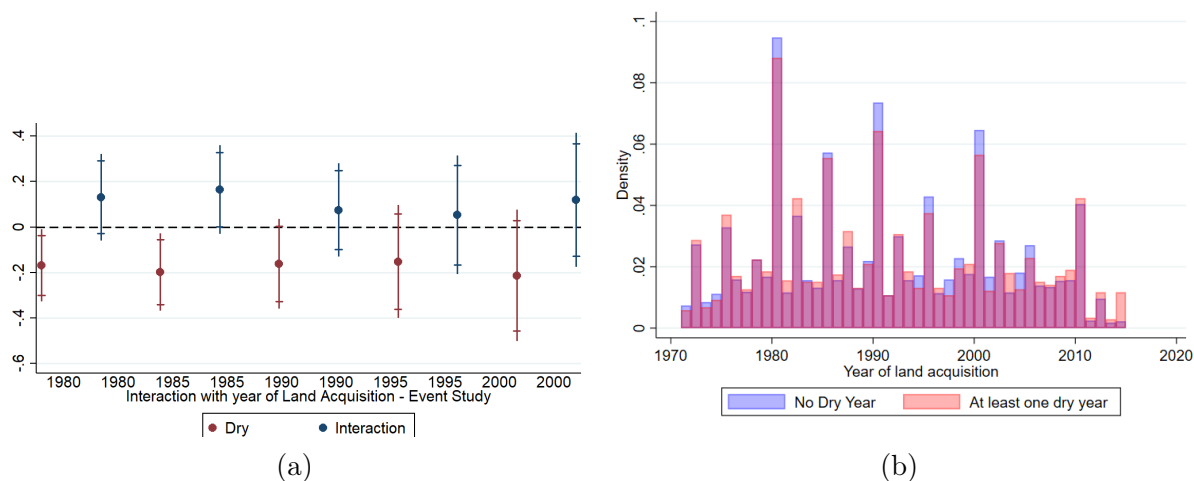 .4
.2
0
-.2
-.4
-.6
1980 1980 1985 1985 1990 1990 1995 1995 2000 2000
Interaction with year of Land Acquisition - Event Study
Dry Interaction
(a)
.1
.08
.06
.04
.02
0
Density
1970 1980 1990 2000 2010 2020
Year of land acquisition
No Dry Year At least one dry year
(b)